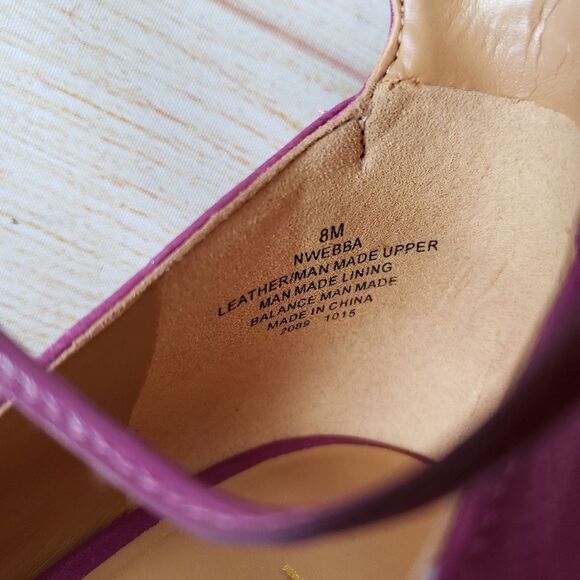 8M
NWEBBA
LEATHER/MAN MADE UPPER
MAN MADE LINING
BALANCE MAN MADE
MADE IN CHINA
2089 1015